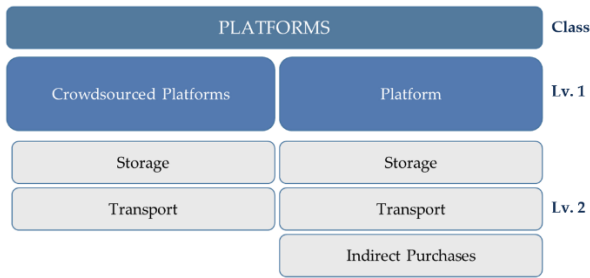 PLATFORMS Class
Crowdsourced Platforms Platform Lv. 1
Storage Storage
Transport Transport Lv. 2
Indirect Purchases